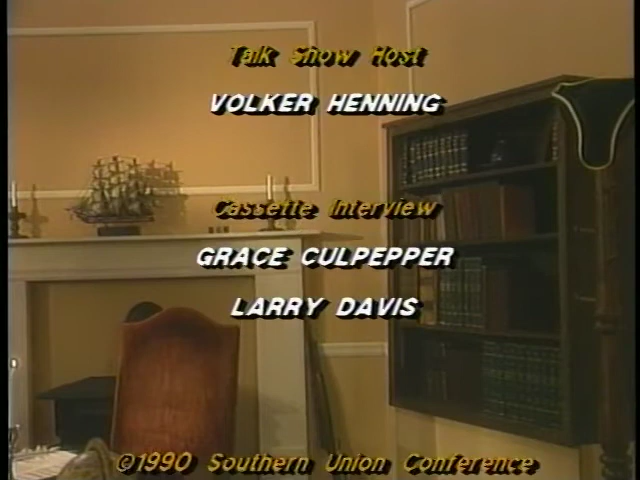 Talk Show Host
VOLKER HENNING
Cassette Interview
GRACE CULPEPPER
LARRY DAVIS
©1990 Southern Union Conference